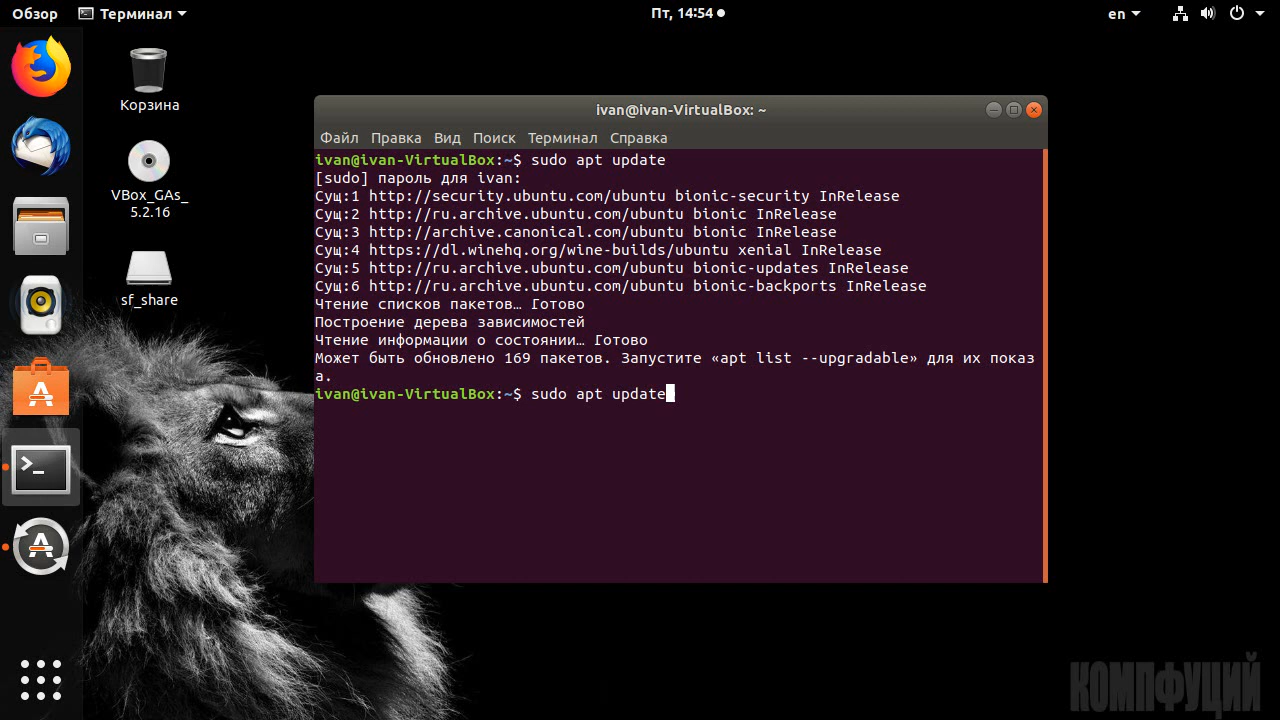 Обзор
Терминал
Пт, 14:54
en
Корзина
VBox_GAs_
5.2.16
sf_share
ivan@ivan-VirtualBox: ~
Файл Правка Вид Поиск Терминал Справка
ivan@ivan-VirtualBox:~$ sudo apt update
[sudo] пароль для ivan:
Сущ:1 http://security.ubuntu.com/ubuntu bionic-security InRelease
Сущ:2 http://ru.archive.ubuntu.com/ubuntu bionic InRelease
Сущ:3 http://archive.canonical.com/ubuntu bionic InRelease
Сущ:4 https://dl.winehq.org/wine-builds/ubuntu xenial InRelease
Сущ:5 http://ru.archive.ubuntu.com/ubuntu bionic-updates InRelease
Сущ:6 http://ru.archive.ubuntu.com/ubuntu bionic-backports InRelease
Чтение списков пакетов… Готово
Построение дерева зависимостей
Чтение информации о состоянии… Готово
Может быть обновлено 169 пакетов. Запустите «apt list --upgradable» для их показ
а.
ivan@ivan-VirtualBox:~$ sudo apt update
КОМПФУЦИЙ